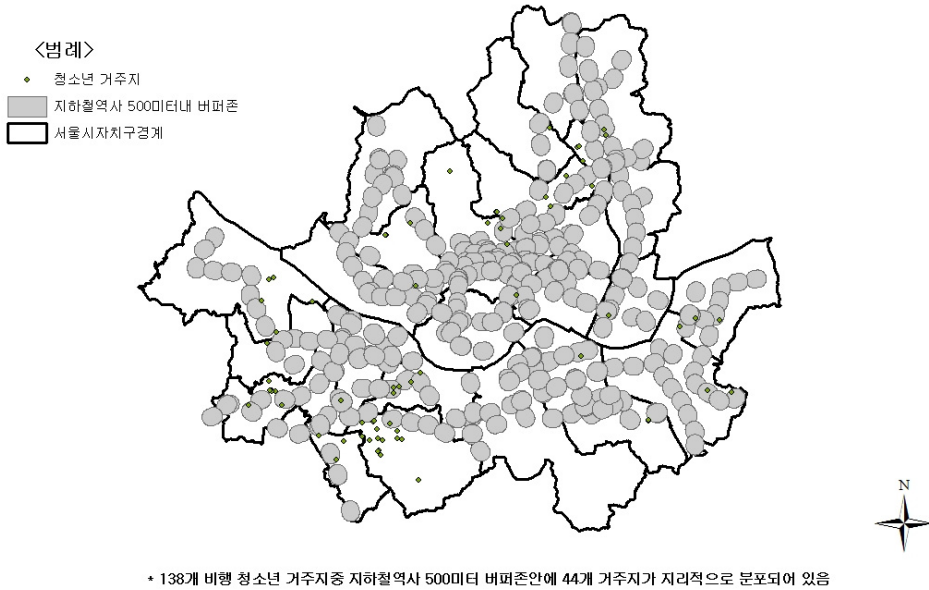 <범례>
청소년 거주지
지하철역사 500미터내 버퍼존
서울시자치구경계
N
* 138개 비행 청소년 거주지중 지하철역사 500미터 버퍼존안에 44개 거주지가 지리적으로 분포되어 있음